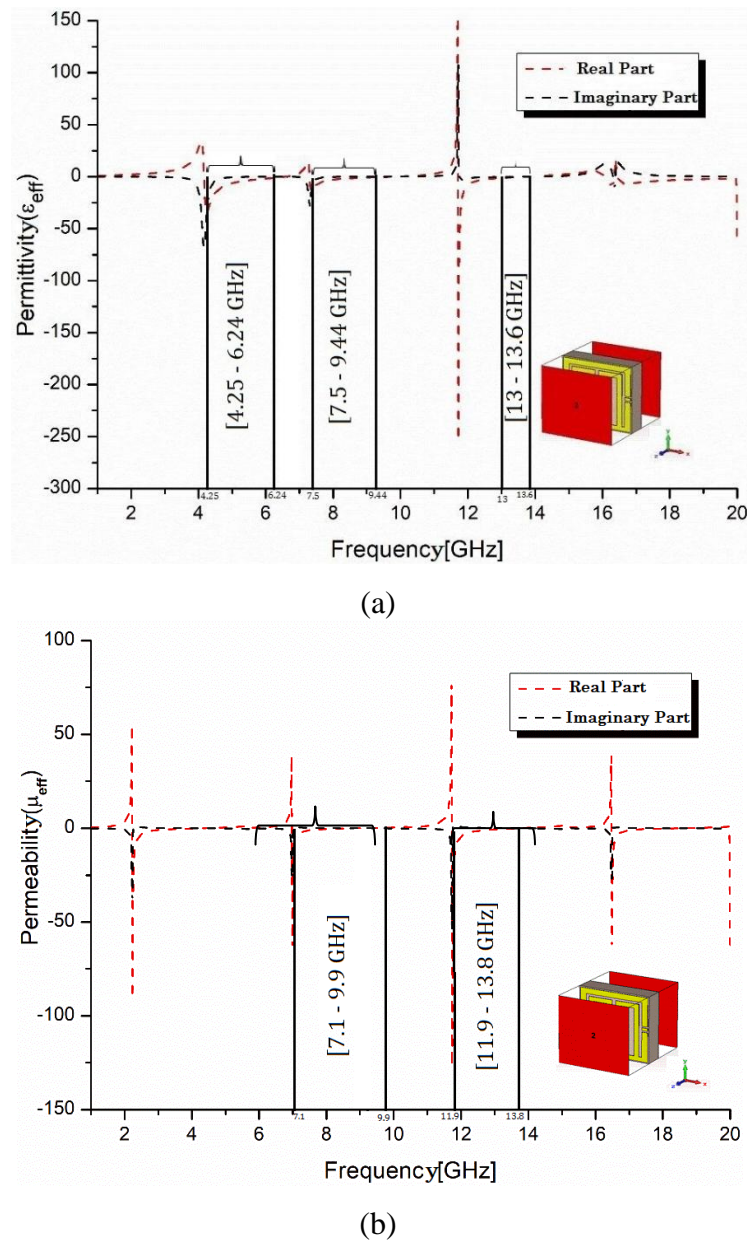 150
100
50
0
-50
-100
-150
-200
-250
-300
Permittivity(εeff)
Real Part
Imaginary Part
[4.25 - 6.24 GHz]
[7.5 - 9.44 GHz]
[13 - 13.6 GHz]
4.25
6.24
7.5
9.44
13
13.6
2 4 6 8 10 12 14 16 18 20
Frequency[GHz]
(a)
100
50
0
-50
-100
-150
Permeability(μeff)
Real Part
Imaginary Part
[7.1 - 9.9 GHz]
[11.9 - 13.8 GHz]
2
7.1
9.9
11.9
13.8
2 4 6 8 10 12 14 16 18 20
Frequency[GHz]
(b)